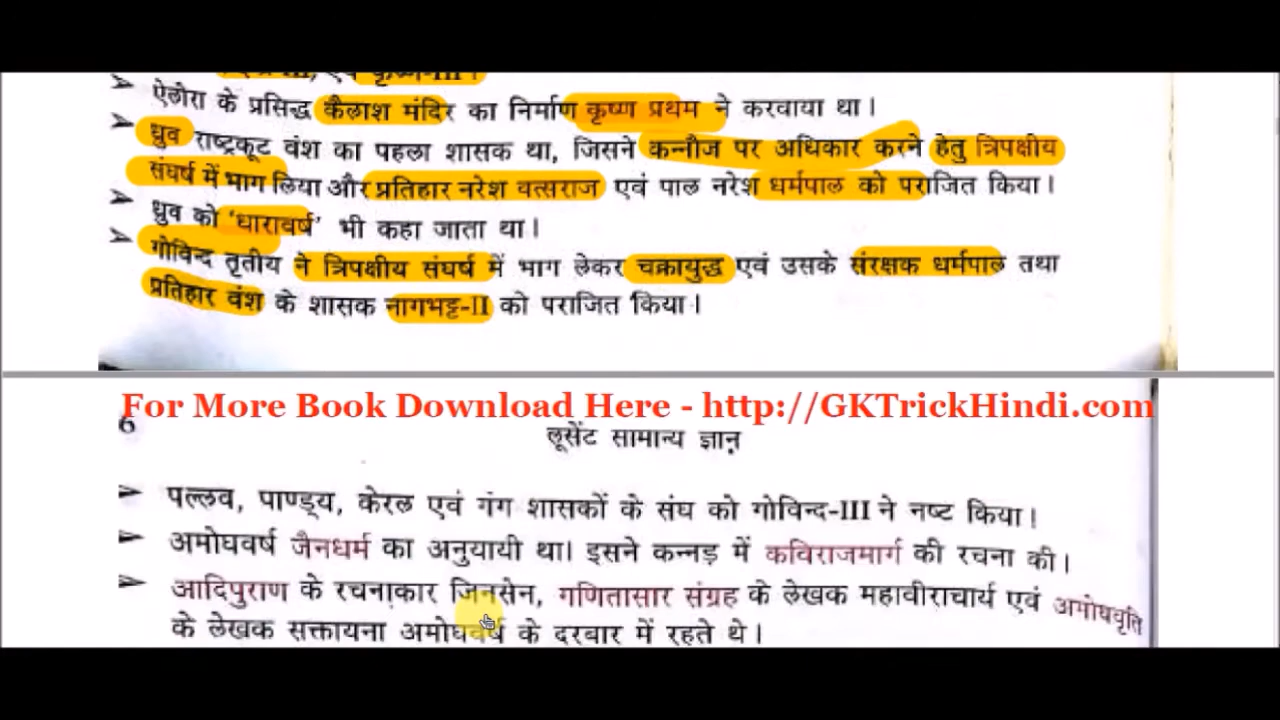 ➤ ऐलोरा के प्रसिद्ध कैलाश मंदिर का निर्माण कृष्ण प्रथम ने करवाया था।
➤ ध्रुव राष्ट्रकूट वंश का पहला शासक था, जिसने कन्नौज पर अधिकार करने हेतु त्रिपक्षीय
संघर्ष में भाग लिया और प्रतिहार नरेश वत्सराज एवं पाल नरेश धर्मपाल को पराजित किया।
➤ ध्रुव को ‘धारावर्ष’ भी कहा जाता था।
➤ गोविन्द तृतीय ने त्रिपक्षीय संघर्ष में भाग लेकर चक्रायुद्ध एवं उसके संरक्षक धर्मपाल तथा
प्रतिहार वंश के शासक नागभट्ट-II को पराजित किया।
For More Book Download Here - http://GKTrickHindi.com
6
लूसेंट सामान्य ज्ञान
➤ पल्लव, पाण्ड्य, केरल एवं गंग शासकों के संघ को गोविन्द-III ने नष्ट किया।
➤ अमोघवर्ष जैनधर्म का अनुयायी था। इसने कन्नड़ में कविराजमार्ग की रचना की।
➤ आदिपुराण के रचनाकार जिनसेन, गणितासार संग्रह के लेखक महावीराचार्य एवं अमोघवृति
के लेखक सक्तायना अमोघवर्ष के दरबार में रहते थे।